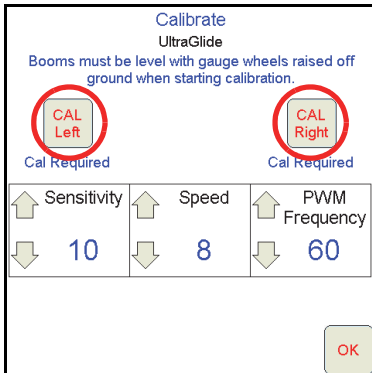 Calibrate
UltraGlide
Booms must be level with gauge wheels raised off
ground when starting calibration.
CAL
Left
CAL
Right
Cal Required
Cal Required
Sensitivity
Speed
PWM
Frequency
10
8
60
OK